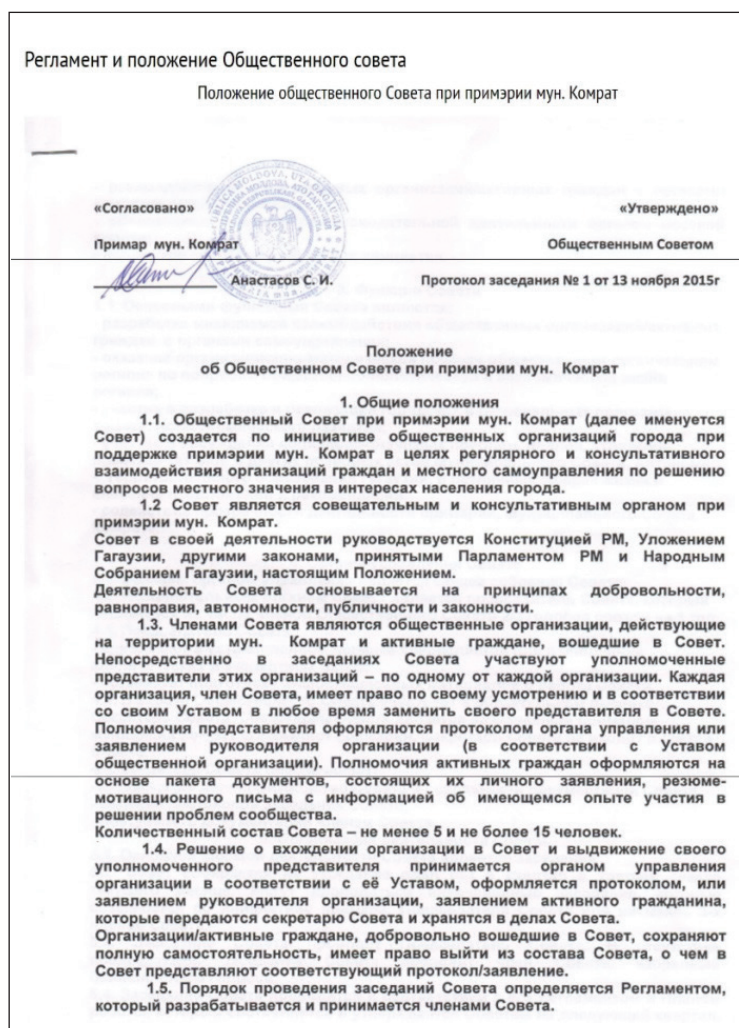 Регламент и положение Общественного совета
Положение общественного Совета при примэрии мун. Комрат
«Согласовано» «Утверждено»
Примар мун. Комрат Общественным Советом
Анастасов С. И. Протокол заседания № 1 от 13 ноября 2015г
Положение
об Общественном Совете при примэрии мун. Комрат
1. Общие положения
1.1. Общественный Совет при примэрии мун. Комрат (далее именуется
Совет) создается по инициативе общественных организаций города при
поддержке примэрии мун. Комрат в целях регулярного и консультативного
взаимодействия организаций граждан и местного самоуправления по решению
вопросов местного значения в интересах населения города.
1.2 Совет является совещательным и консультативным органом при
примэрии мун. Комрат.
Совет в своей деятельности руководствуется Конституцией РМ, Уложением
Гагаузии, другими законами, принятыми Парламентом РМ и Народным
Собранием Гагаузии, настоящим Положением.
Деятельность Совета основывается на принципах добровольности,
равноправия, автономности, публичности и законности.
1.3. Членами Совета являются общественные организации, действующие
на территории мун. Комрат и активные граждане, вошедшие в Совет.
Непосредственно в заседаниях Совета участвуют уполномоченные
представители этих организаций – по одному от каждой организации. Каждая
организация, член Совета, имеет право по своему усмотрению и в соответствии
со своим Уставом в любое время заменить своего представителя в Совете.
Полномочия представителя оформляются протоколом органа управления или
заявлением руководителя организации (в соответствии с Уставом
общественной организации). Полномочия активных граждан оформляются на
основе пакета документов, состоящих их личного заявления, резюме-
мотивационного письма с информацией об имеющемся опыте участия в
решении проблем сообщества.
Количественный состав Совета – не менее 5 и не более 15 человек.
1.4. Решение о вхождении организации в Совет и выдвижение своего
уполномоченного представителя принимается органом управления
организации в соответствии с её Уставом, оформляется протоколом, или
заявлением руководителя организации, заявлением активного гражданина,
которые передаются секретарю Совета и хранятся в делах Совета.
Организации/активные граждане, добровольно вошедшие в Совет, сохраняют
полную самостоятельность, имеет право выйти из состава Совета, о чем в
Совет представляют соответствующий протокол/заявление.
1.5. Порядок проведения заседаний Совета определяется Регламентом,
который разрабатывается и принимается членами Совета.